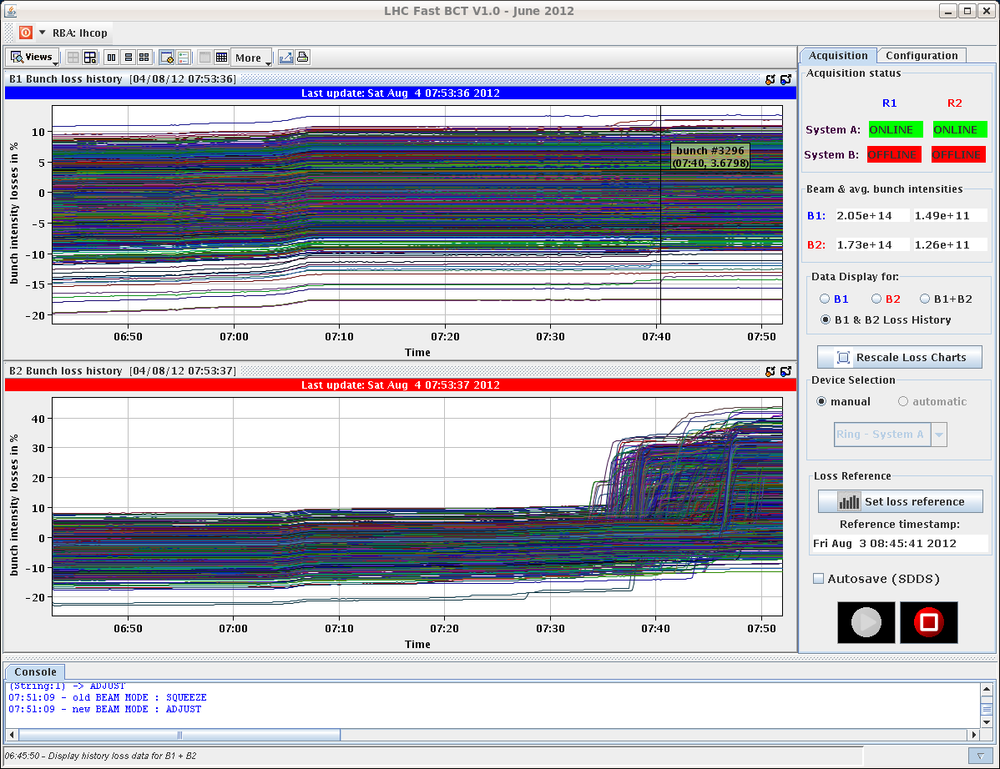 LHC Fast BCT V1.0 - June 2012
RBA: lhcop
Views
More
B1 Bunch loss history [04/08/12 07:53:36]
Last update: Sat Aug 4 07:53:36 2012
bunch intensity losses in %
10
5
0
-5
-10
-15
-20
bunch #3296
(07:40, 3.6798)
06:50 07:00 07:10 07:20 07:30 07:40 07:50
Time
B2 Bunch loss history [04/08/12 07:53:37]
Last update: Sat Aug 4 07:53:37 2012
bunch intensity losses in %
40
30
20
10
0
-10
-20
06:50 07:00 07:10 07:20 07:30 07:40 07:50
Time
Acquisition Configuration
Acquisition status
R1 R2
System A: ONLINE ONLINE
System B: OFFLINE OFFLINE
Beam & avg. bunch intensities
B1: 2.05e+14 1.49e+11
B2: 1.73e+14 1.26e+11
Data Display for:
B1 B2 B1+B2
B1 & B2 Loss History
Rescale Loss Charts
Device Selection
manual automatic
Ring - System A
Loss Reference
Set loss reference
Reference timestamp:
Fri Aug 3 08:45:41 2012
Autosave (SDDS)
Console
(String:1) -> ADJUST
07:51:09 - old BEAM MODE : SQUEEZE
07:51:09 - new BEAM MODE : ADJUST
06:45:50 - Display history loss data for B1 + B2